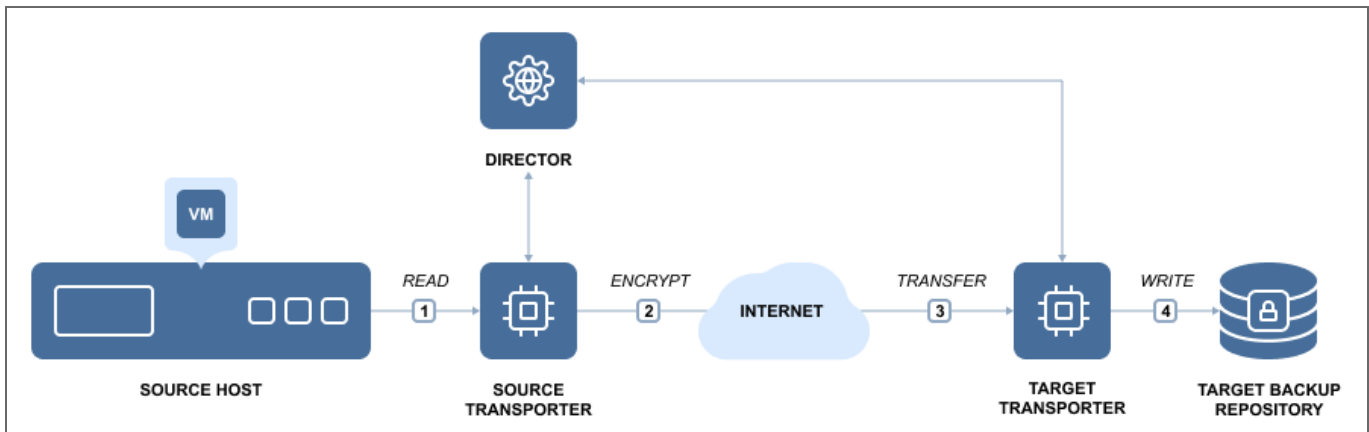 DIRECTOR
VM
READ
1
ENCRYPT
2
INTERNET
TRANSFER
3
WRITE
4
SOURCE HOST
SOURCE
TRANSPORTER
TARGET
TRANSPORTER
TARGET BACKUP
REPOSITORY